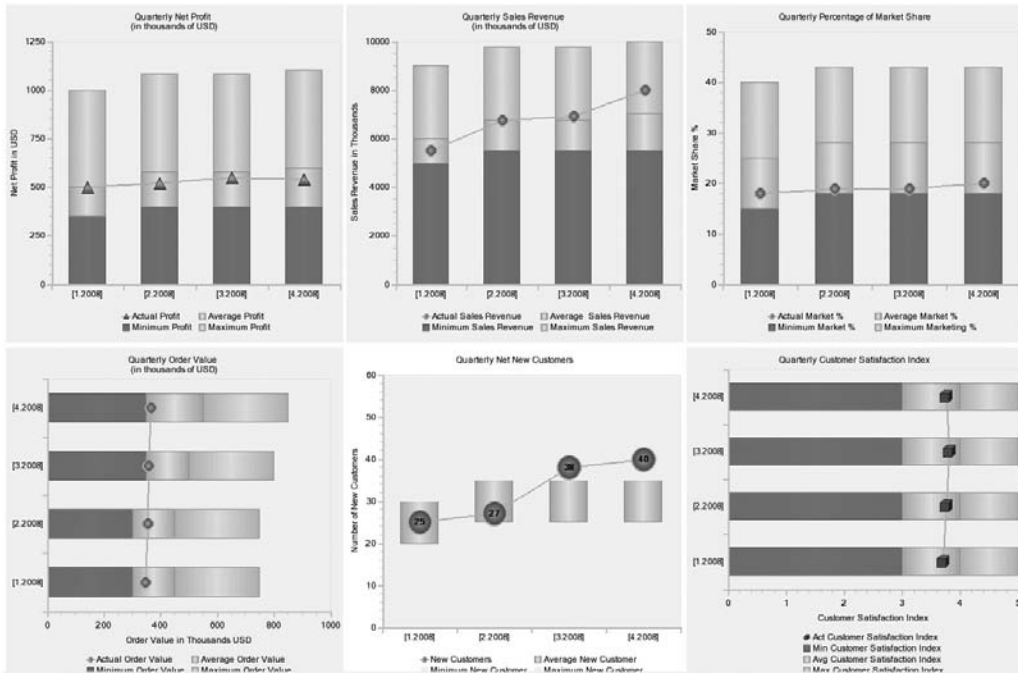 Quarterly Net Profit
(in thousands of USD)
1250
1000
750
500
250
0
Net Profit in USD
[1.2008]
[2.2008]
[3.2008]
[4.2008]
Actual Profit
Average Profit
Minimum Profit
Maximum Profit
Quarterly Sales Revenue
(in thousands of USD)
10000
8000
6000
4000
2000
0
Sales Revenue in Thousands
[1.2008]
[2.2008]
[3.2008]
[4.2008]
Actual Sales Revenue
Average Sales Revenue
Minimum Sales Revenue
Maximum Sales Revenue
Quarterly Percentage of Market Share
50
40
30
20
10
0
Market Share %
[1.2008]
[2.2008]
[3.2008]
[4.2008]
Actual Market %
Average Market %
Minimum Market %
Maximum Marketing %
Quarterly Order Value
(in thousands of USD)
[4.2008]
[3.2008]
[2.2008]
[1.2008]
0
200
400
600
800
1000
Order Value in Thousands USD
Actual Order Value
Average Order Value
Minimum Order Value
Maximum Order Value
Quarterly Net New Customers
60
50
40
30
20
10
0
Number of New Customers
25
27
38
40
[1.2008]
[2.2008]
[3.2008]
[4.2008]
New Customers
Average New Customer
Minimum New Customer
Maximum New Customer
Quarterly Customer Satisfaction Index
[4.2008]
[3.2008]
[2.2008]
[1.2008]
0
1
2
3
4
5
Customer Satisfaction Index
Act Customer Satisfaction Index
Min Customer Satisfaction Index
Avg Customer Satisfaction Index
Max Customer Satisfaction Index